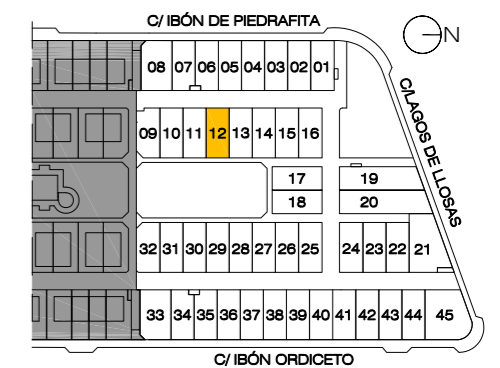 C/ IBÓN DE PIEDRAFITA
N
08 07 06 05 04 03 02 01
C/LAGOS DE LLOSAS
09 10 11 12 13 14 15 16
17 19
18 20
32 31 30 29 28 27 26 25 24 23 22 21
33 34 35 36 37 38 39 40 41 42 43 44 45
C/ IBÓN ORDICETO